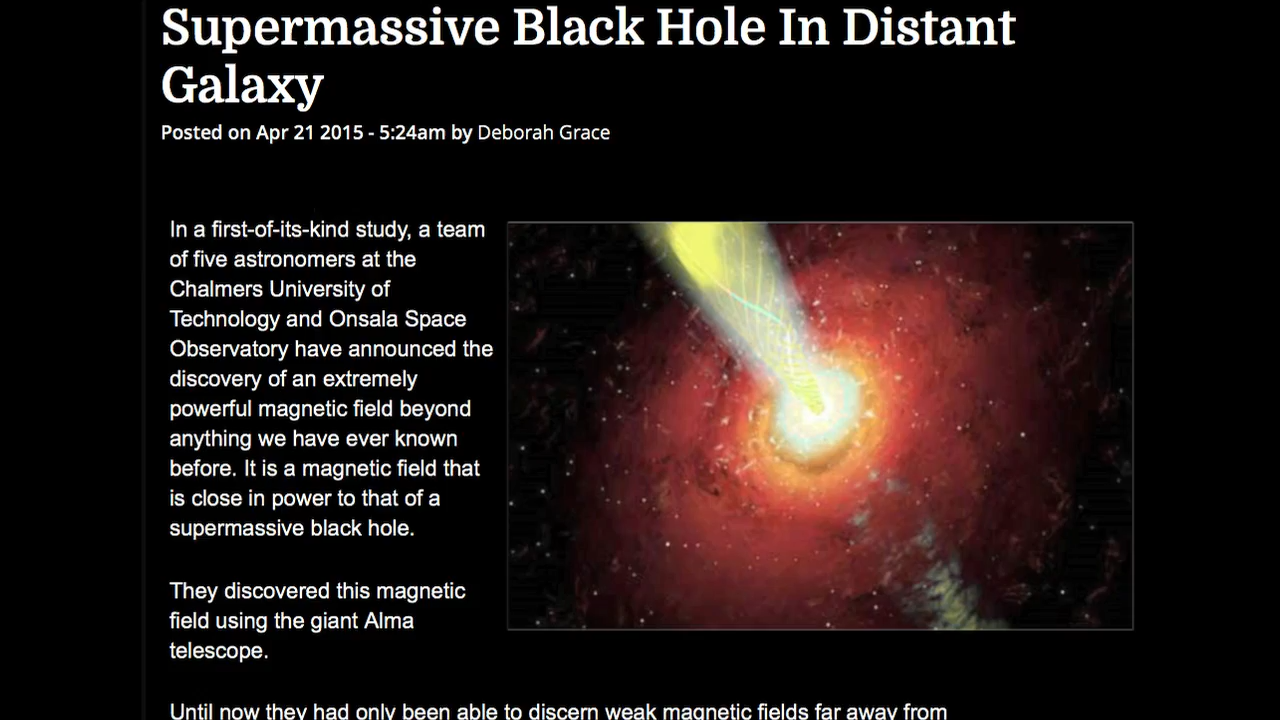 Supermassive Black Hole In Distant
Galaxy
Posted on Apr 21 2015 - 5:24am by Deborah Grace
In a first-of-its-kind study, a team
of five astronomers at the
Chalmers University of
Technology and Onsala Space
Observatory have announced the
discovery of an extremely
powerful magnetic field beyond
anything we have ever known
before. It is a magnetic field that
is close in power to that of a
supermassive black hole.
They discovered this magnetic
field using the giant Alma
telescope.
Until now they had only been able to discern weak magnetic fields far away from